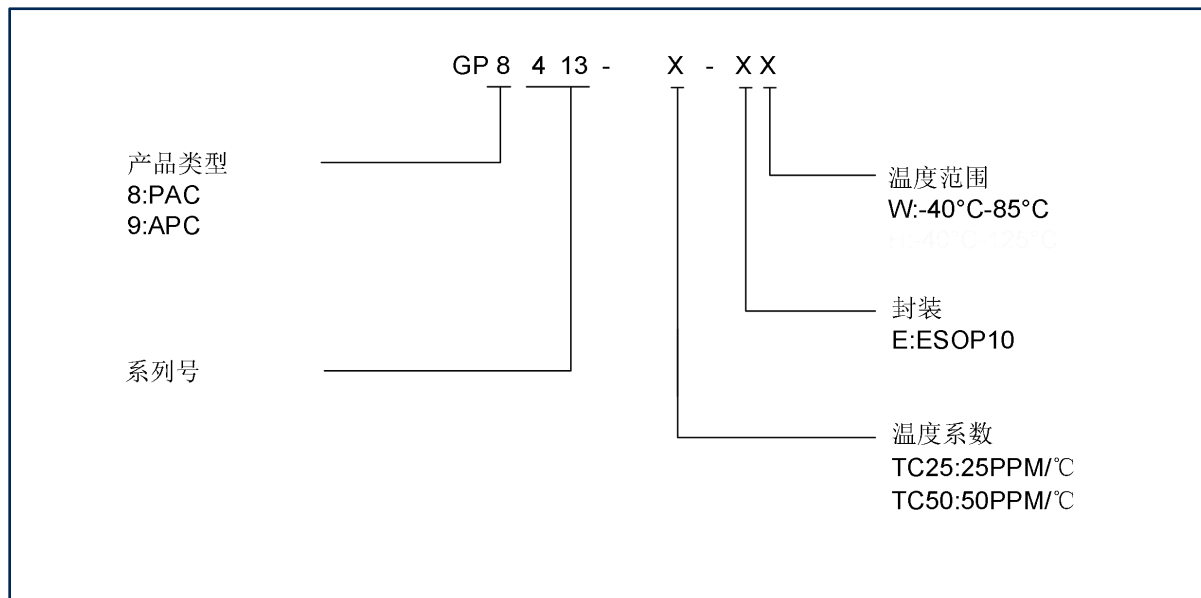 GP 8 4 13 - X - X X
产品类型
8:PAC
9:APC
系列号
温度范围
W:-40°C-85°C
封装
E:ESOP10
温度系数
TC25:25PPM/℃
TC50:50PPM/℃